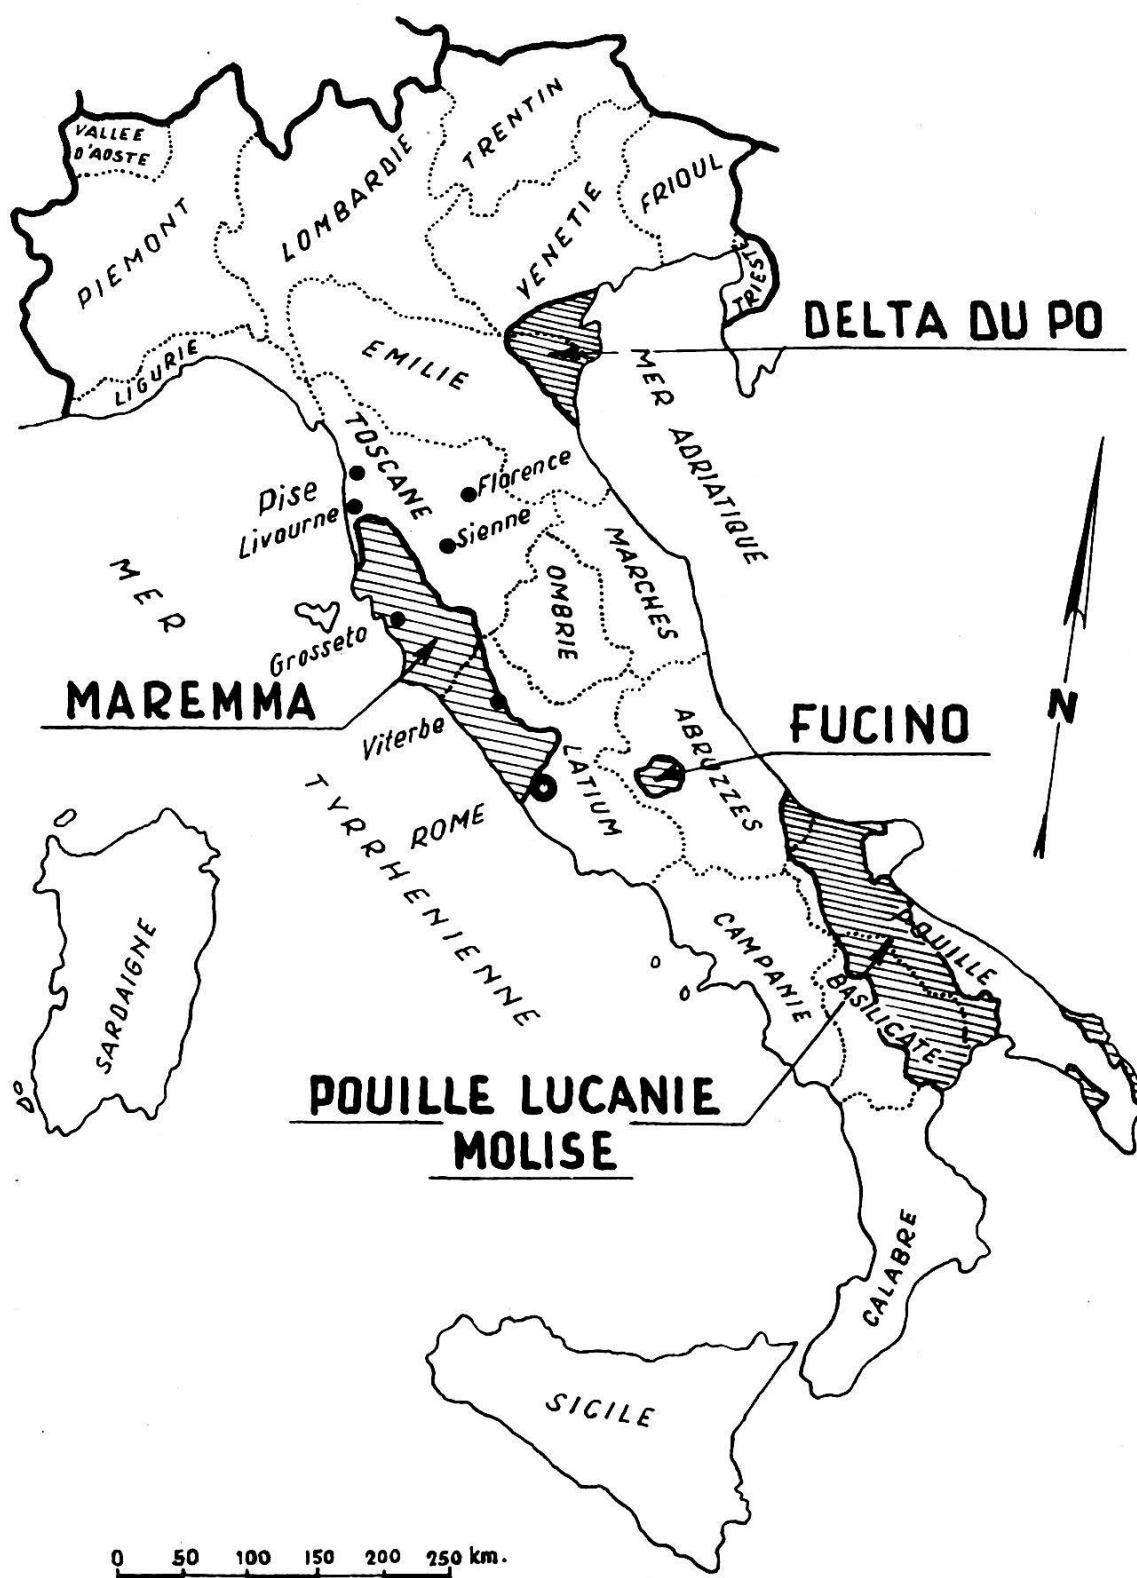 VALLEE
D'AOSTE
PIEMONT
LOMBARDIE
TRENTIN
VENETIE
FRIOUL
TRIESTE
LIGURIE
EMILIE
DELTA DU PO
MER ADRIATIQUE
TOSCANE
Florence
Pise
Livourne
Sienne
MARCHES
OMBRIE
MER
Grosseto
MAREMMA
Viterbe
FUCINO
N
ABRUZZES
LATIUM
ROME
TYRRHENIENNE
SARDAIGNE
CAMPANIE
POUILLE
BASILICATE
POUILLE LUCANIE
MOLISE
CALABRE
SICILE
0 50 100 150 200 250 km.